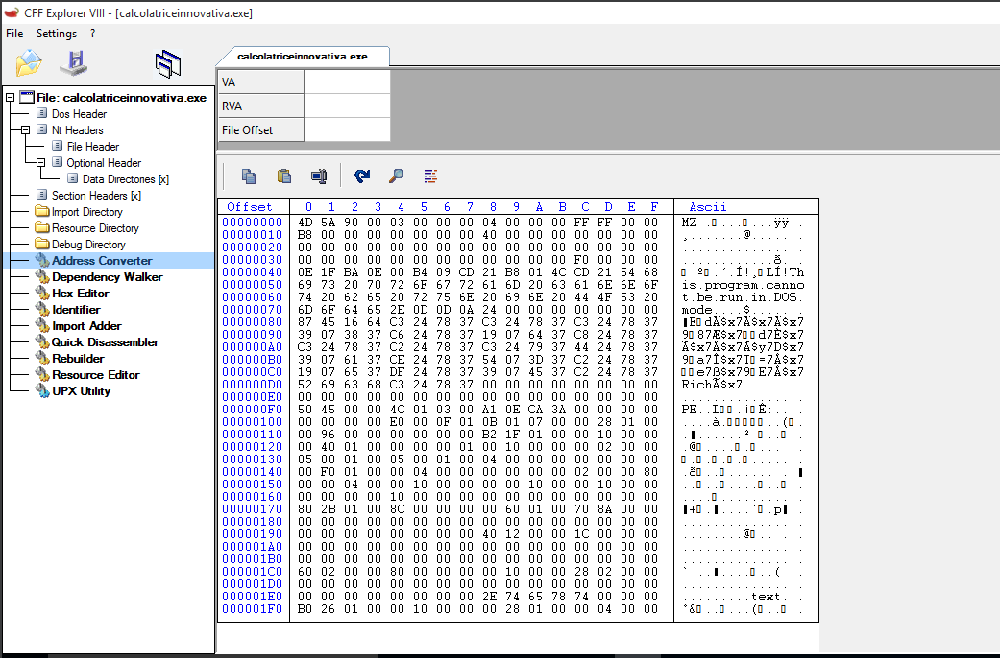 CFF Explorer VIII - [calcolatriceinnovativa.exe]
File Settings ?
calcolatriceinnovativa.exe
VA
RVA
File Offset
File: calcolatriceinnovativa.exe
Dos Header
Nt Headers
File Header
Optional Header
Data Directories [x]
Section Headers [x]
Import Directory
Resource Directory
Debug Directory
Address Converter
Dependency Walker
Hex Editor
Identifier
Import Adder
Quick Disassembler
Rebuilder
Resource Editor
UPX Utility
Offset 0 1 2 3 4 5 6 7 8 9 A B C D E F Ascii
00000000 4D 5A 90 00 03 00 00 00 04 00 00 00 FF FF 00 00
00000010 B8 00 00 00 00 00 00 00 40 00 00 00 00 00 00 00
00000020 00 00 00 00 00 00 00 00 00 00 00 00 00 00 00 00
00000030 00 00 00 00 00 00 00 00 00 00 00 00 F0 00 00 00
00000040 0E 1F BA 0E 00 B4 09 CD 21 B8 01 4C CD 21 54 68
00000050 69 73 20 70 72 6F 67 72 61 6D 20 63 61 6E 6E 6F is.program.canno
00000060 74 20 62 65 20 72 75 6E 20 69 6E 20 44 4F 53 20 t.be.run.in.DOS.
00000070 6D 6F 64 65 2E 0D 0D 0A 24 00 00 00 00 00 00 00 mode....$.......
00000080 87 45 16 64 C3 24 78 37 C3 24 78 37 C3 24 78 37
00000090 39 07 38 37 C6 24 78 37 19 07 64 37 C8 24 78 37
000000A0 C3 24 78 37 C2 24 78 37 C3 24 79 37 44 24 78 37 Ã$x7Â$x7Ã$y7D$x7
000000B0 39 07 61 37 CE 24 78 37 54 07 3D 37 C2 24 78 37
000000C0 19 07 65 37 DF 24 78 37 39 07 45 37 C2 24 78 37
000000D0 52 69 63 68 C3 24 78 37 00 00 00 00 00 00 00 00 RichÃ$x7........
000000E0 00 00 00 00 00 00 00 00 00 00 00 00 00 00 00 00
000000F0 50 45 00 00 4C 01 03 00 A1 0E CA 3A 00 00 00 00
00000100 00 00 00 00 E0 00 0F 01 0B 01 07 00 00 28 01 00
00000110 00 96 00 00 00 00 00 00 B2 1F 01 00 00 10 00 00
00000120 00 40 01 00 00 00 00 01 00 10 00 00 00 02 00 00
00000130 05 00 01 00 05 00 01 00 04 00 00 00 00 00 00 00
00000140 00 F0 01 00 00 04 00 00 00 00 00 00 02 00 00 80
00000150 00 00 04 00 00 10 00 00 00 00 10 00 00 10 00 00
00000160 00 00 00 00 10 00 00 00 00 00 00 00 00 00 00 00
00000170 80 2B 01 00 8C 00 00 00 00 60 01 00 70 8A 00 00
00000180 00 00 00 00 00 00 00 00 00 00 00 00 00 00 00 00
00000190 00 00 00 00 00 00 00 00 40 12 00 00 1C 00 00 00
000001A0 00 00 00 00 00 00 00 00 00 00 00 00 00 00 00 00
000001B0 00 00 00 00 00 00 00 00 00 00 00 00 00 00 00 00
000001C0 60 02 00 00 80 00 00 00 00 10 00 00 28 02 00 00
000001D0 00 00 00 00 00 00 00 00 00 00 00 00 00 00 00 00
000001E0 00 00 00 00 00 00 00 00 2E 74 65 78 74 00 00 00 .........text...
000001F0 B0 26 01 00 00 10 00 00 00 28 01 00 00 04 00 00